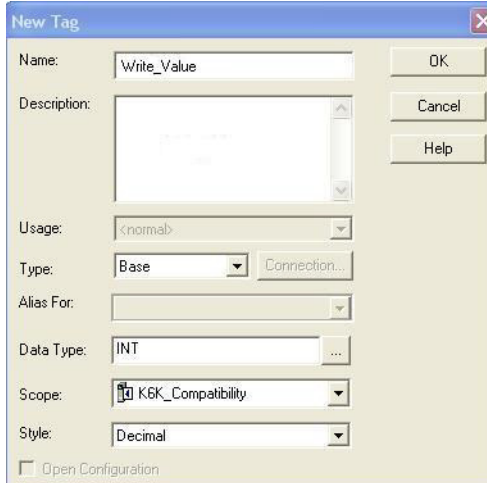 New Tag
Name: Write_Value OK
Description: Cancel
Help
Usage: <normal>
Type: Base Connection...
Alias For:
Data Type: INT ...
Scope: K6K_Compatibility
Style: Decimal
Open Configuration